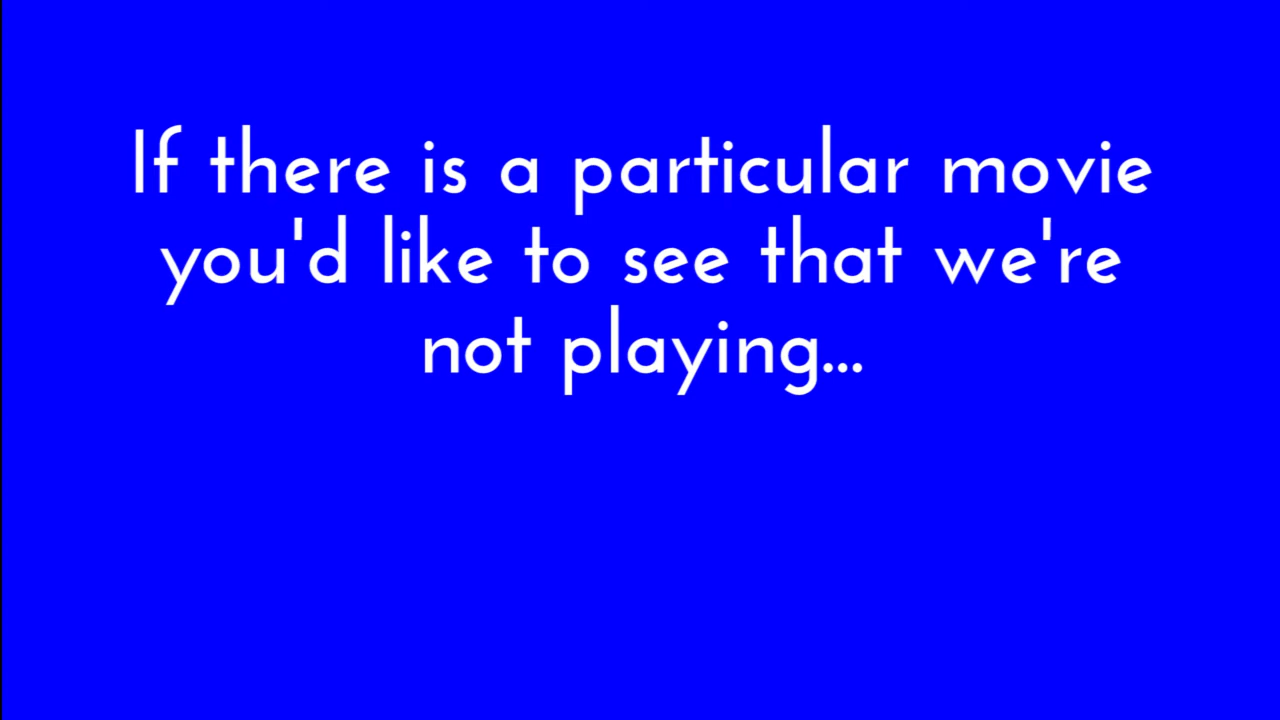 If there is a particular movie
you'd like to see that we're
not playing...